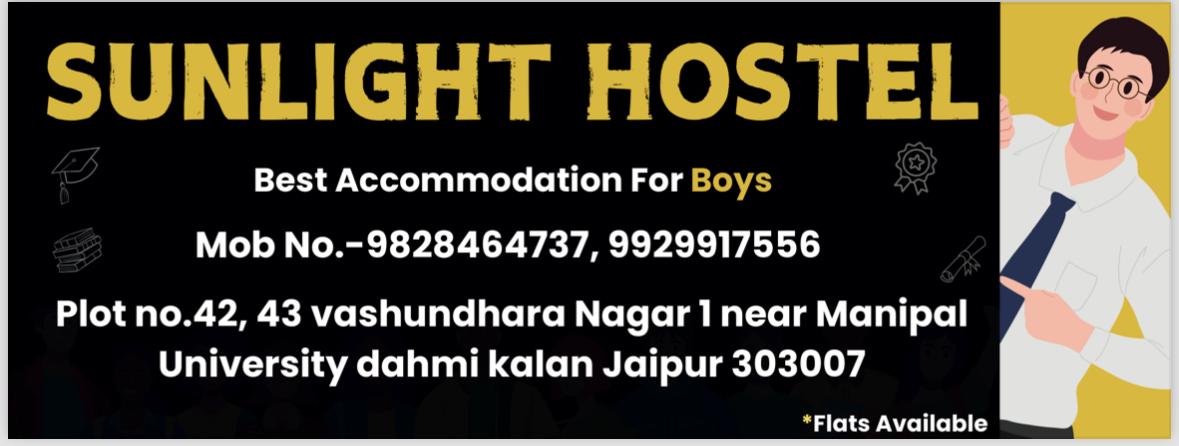 SUNLIGHT HOSTEL
Best Accommodation For Boys
Mob No.-9828464737, 9929917556
Plot no.42, 43 vashundhara Nagar 1 near Manipal
University dahmi kalan Jaipur 303007
*Flats Available